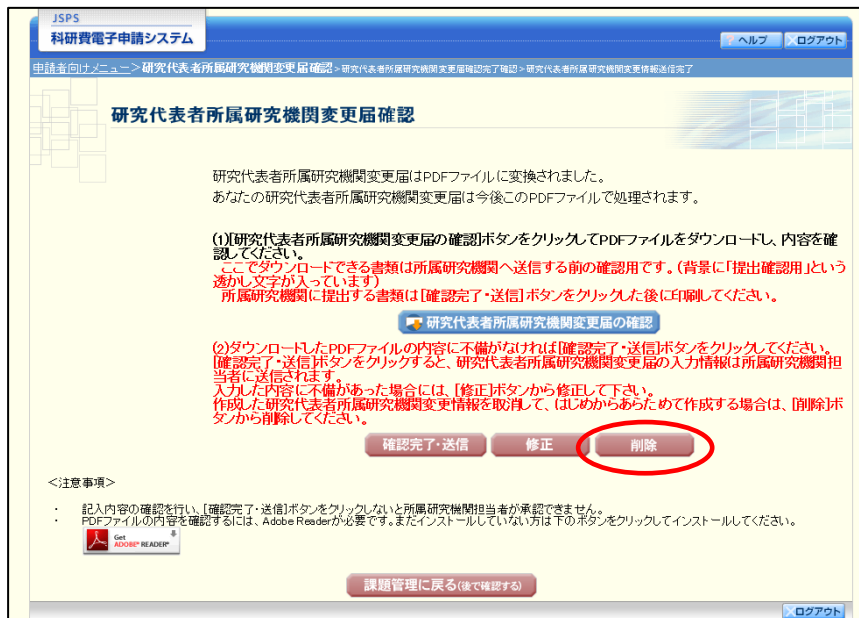 JSPS
科研費電子申請システム
ヘルプ
ログアウト
申請者向けメニュー>研究代表者所属研究機関変更届確認>研究代表者所属研究機関変更届確認完了確認>研究代表者所属研究機関変更情報送信完了
研究代表者所属研究機関変更届確認
研究代表者所属研究機関変更届はPDFファイルに変換されました。
あなたの研究代表者所属研究機関変更届は今後このPDFファイルで処理されます。
(1)[研究代表者所属研究機関変更届の確認]ボタンをクリックしてPDFファイルをダウンロードし、内容を確
認してください。
ここでダウンロードできる書類は所属研究機関へ送信する前の確認用です。(背景に「提出確認用」という
透かし文字が入っています)
所属研究機関に提出する書類は[確認完了・送信]ボタンをクリックした後に印刷してください。
研究代表者所属研究機関変更届の確認
(2)ダウンロードしたPDFファイルの内容に不備がなければ[確認完了・送信]ボタンをクリックしてください。
[確認完了・送信]ボタンをクリックすると、研究代表者所属研究機関変更届の入力情報は所属研究機関担
当者に送信されます。
入力した内容に不備があった場合には、[修正]ボタンから修正して下さい。
作成した研究代表者所属研究機関変更情報を取消して、はじめからあらためて作成する場合は、[削除]ボ
タンから削除してください。
確認完了・送信
修正
削除
<注意事項>
・ 記入内容の確認を行い、[確認完了・送信]ボタンをクリックしないと所属研究機関担当者が承認できません。
・ PDFファイルの内容を確認するには、Adobe Readerが必要です。まだインストールしていない方は下のボタンをクリックしてインストールしてください。
Get
ADOBE® READER®
課題管理に戻る(後で確認する)
ログアウト